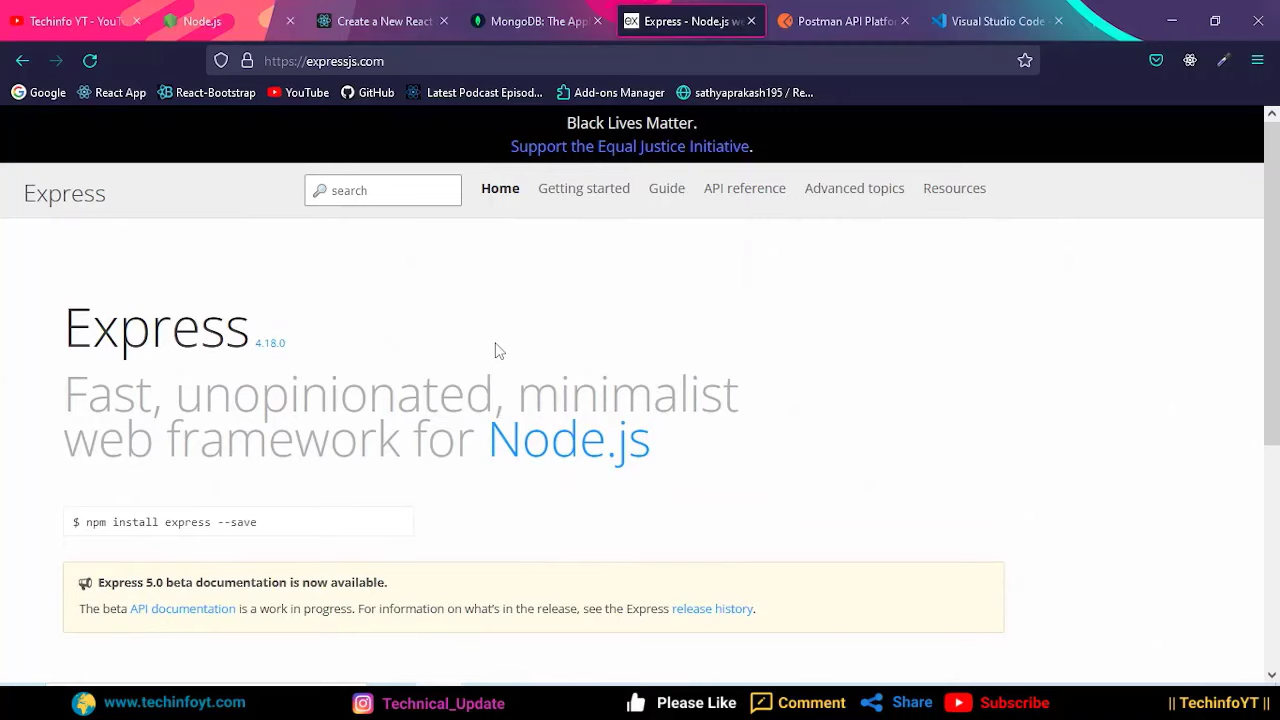 Techinfo YT - YouT
Node.js
Create a New React
MongoDB: The App
ex Express - Node.js we
Postman API Platfor
Visual Studio Code
https://expressjs.com
Google
React App
React-Bootstrap
YouTube
GitHub
Latest Podcast Episod...
Add-ons Manager
sathyaprakash195 / Re...
Black Lives Matter.
Support the Equal Justice Initiative.
Express
search
Home
Getting started
Guide
API reference
Advanced topics
Resources
Express 4.18.0
Fast, unopinionated, minimalist
web framework for Node.js
$ npm install express --save
Express 5.0 beta documentation is now available.
The beta API documentation is a work in progress. For information on what's in the release, see the Express release history.
www.techinfoyt.com
Technical_Update
Please Like
Comment
Share
Subscribe
|| TechinfoYT ||